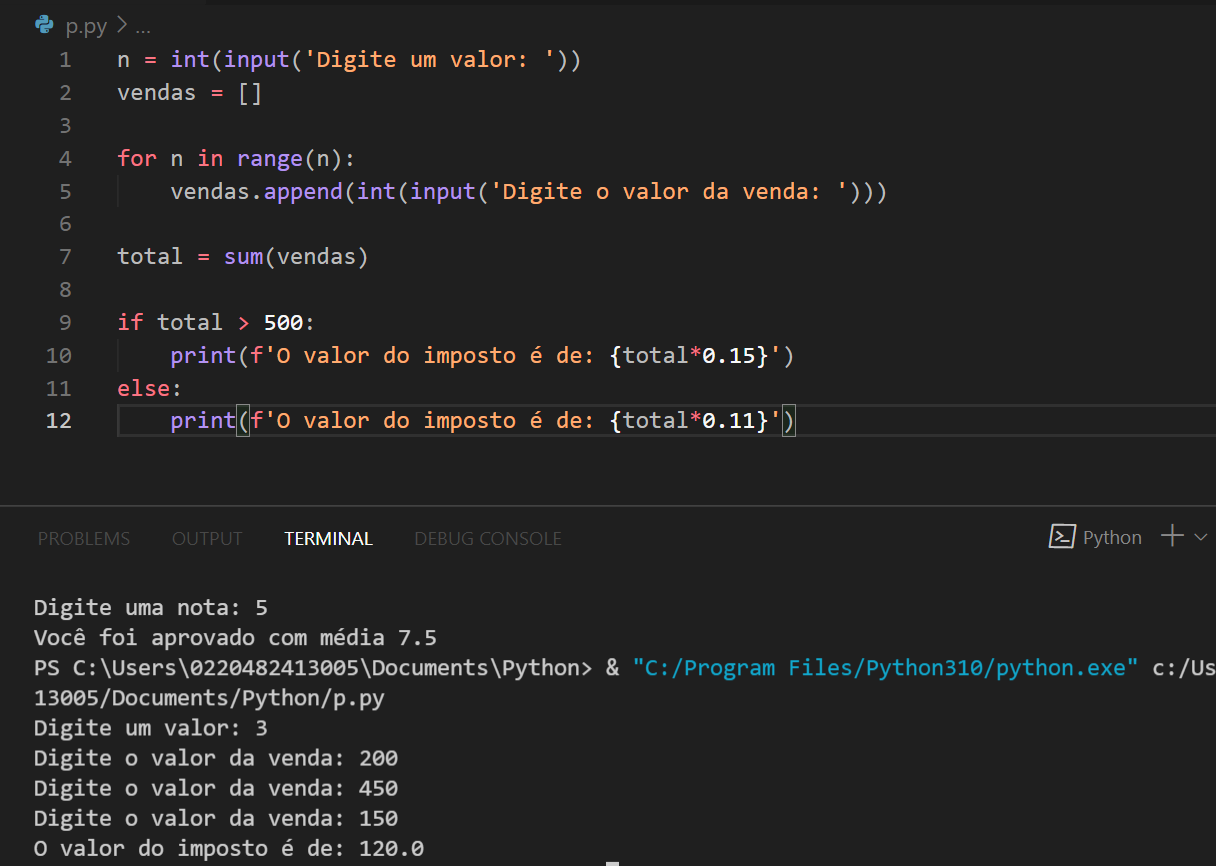 p.py > ...
1 n = int(input('Digite um valor: '))
2 vendas = []
3
4 for n in range(n):
5     vendas.append(int(input('Digite o valor da venda: ')))
6
7 total = sum(vendas)
8
9 if total > 500:
10     print(f'O valor do imposto é de: {total*0.15}')
11 else:
12     print(f'O valor do imposto é de: {total*0.11}')
PROBLEMS OUTPUT TERMINAL DEBUG CONSOLE Python
Digite uma nota: 5
Você foi aprovado com média 7.5
PS C:\Users\0220482413005\Documents\Python> & "C:/Program Files/Python310/python.exe" c:/Us
13005/Documents/Python/p.py
Digite um valor: 3
Digite o valor da venda: 200
Digite o valor da venda: 450
Digite o valor da venda: 150
O valor do imposto é de: 120.0